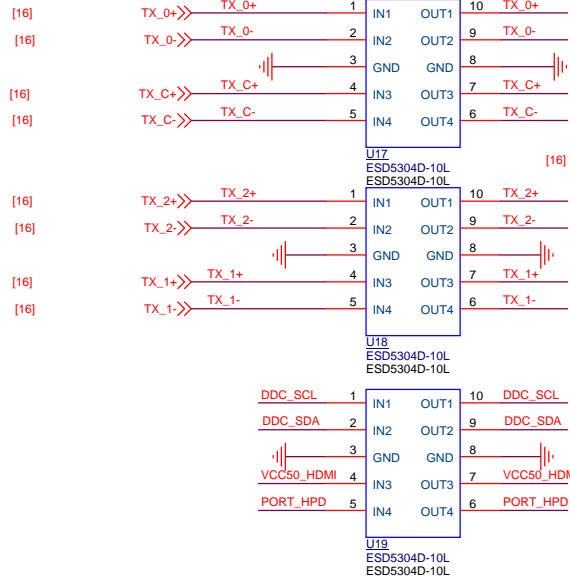 [16] TX_0+ TX_0+ 1 IN1 OUT1 10 TX_0+
[16] TX_0- TX_0- 2 IN2 OUT2 9 TX_0-
3 GND GND 8
[16] TX_C+ TX_C+ 4 IN3 OUT3 7 TX_C+
[16] TX_C- TX_C- 5 IN4 OUT4 6 TX_C-
U17
[16]
ESD5304D-10L
ESD5304D-10L
[16] TX_2+ TX_2+ 1 IN1 OUT1 10 TX_2+
[16] TX_2- TX_2- 2 IN2 OUT2 9 TX_2-
3 GND GND 8
[16] TX_1+ TX_1+ 4 IN3 OUT3 7 TX_1+
[16] TX_1- TX_1- 5 IN4 OUT4 6 TX_1-
U18
ESD5304D-10L
ESD5304D-10L
DDC_SCL 1 IN1 OUT1 10 DDC_SCL
DDC_SDA 2 IN2 OUT2 9 DDC_SDA
3 GND GND 8
VCC50_HDMI 4 IN3 OUT3 7
PORT_HPD 5 IN4 OUT4 6 PORT_HPD
U19
ESD5304D-10L
ESD5304D-10L